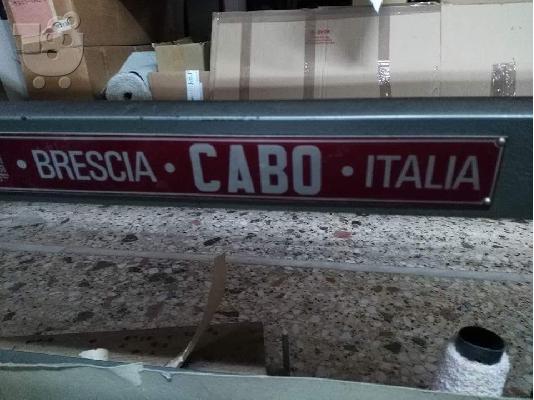 • BRESCIA • CABO • ITALIA